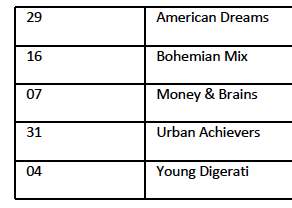 29 American Dreams
16 Bohemian Mix
07 Money & Brains
31 Urban Achievers
04 Young Digerati